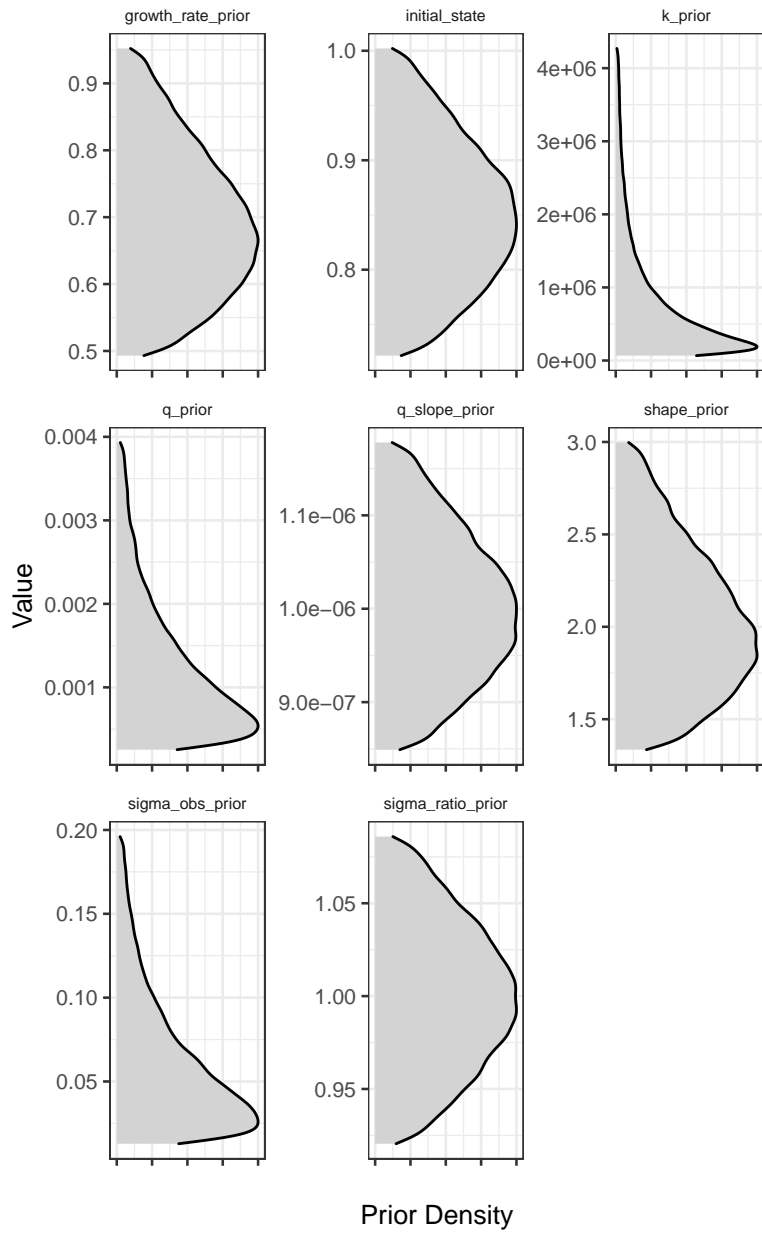 growth_rate_prior
0.9
0.8
0.7
0.6
0.5
initial_state
1.0
0.9
0.8
k_prior
4e+06
3e+06
2e+06
1e+06
0e+00
q_prior
0.004
0.003
0.002
0.001
q_slope_prior
1.1e−06
1.0e−06
9.0e−07
shape_prior
3.0
2.5
2.0
1.5
sigma_obs_prior
0.20
0.15
0.10
0.05
sigma_ratio_prior
1.05
1.00
0.95
Value
Prior Density